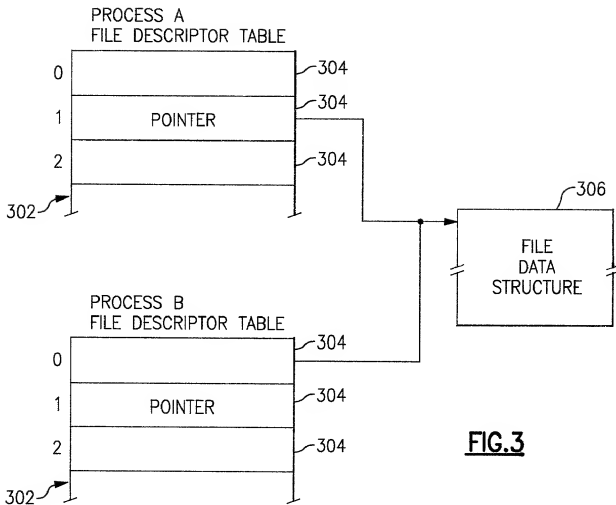 PROCESS A
FILE DESCRIPTOR TABLE
0
304
304
1
POINTER
2
304
302
306
FILE
DATA
STRUCTURE
PROCESS B
FILE DESCRIPTOR TABLE
0
304
1
POINTER
304
2
304
302
FIG.3